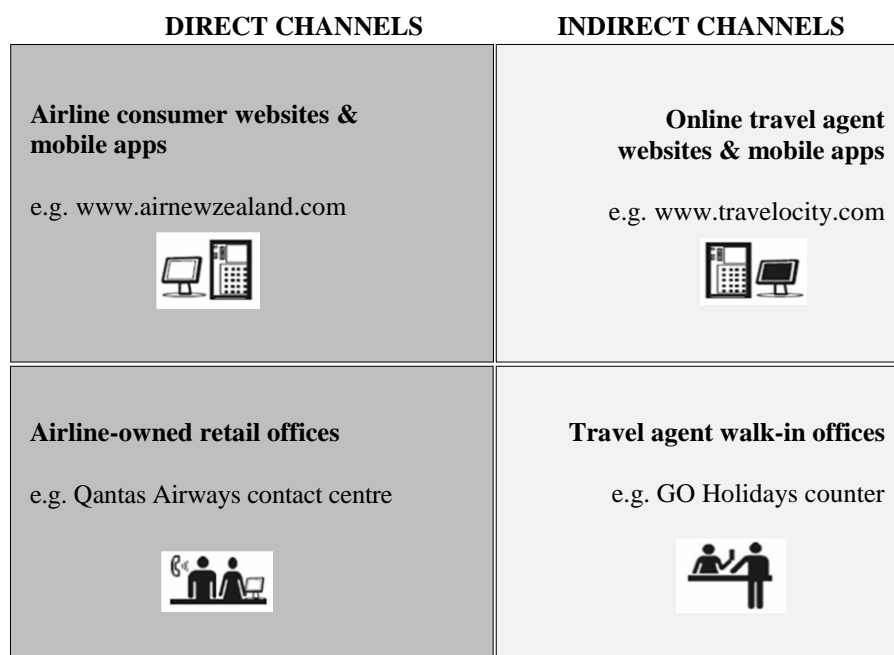 DIRECT CHANNELS
INDIRECT CHANNELS
Airline consumer websites &
mobile apps
e.g. www.airnewzealand.com
Online travel agent
websites & mobile apps
e.g. www.travelocity.com
Airline-owned retail offices
e.g. Qantas Airways contact centre
Travel agent walk-in offices
e.g. GO Holidays counter